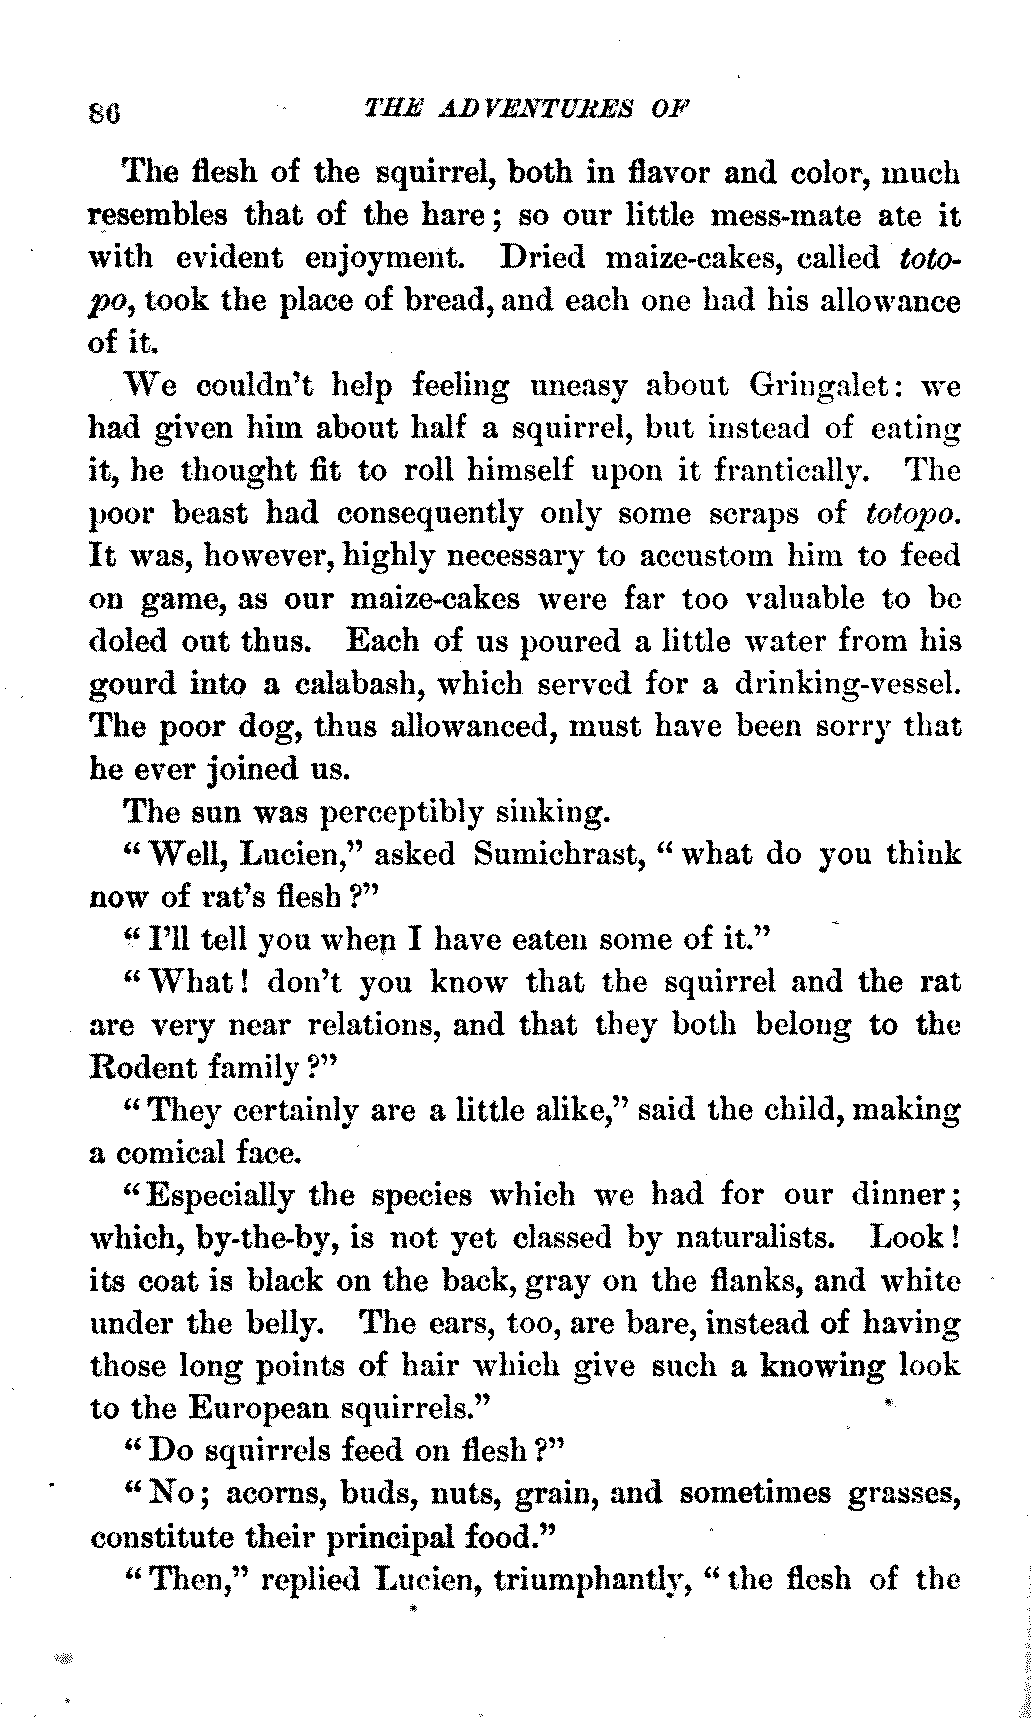 86 THE ADVENTURES OF
The flesh of the squirrel, both in flavor and color, much
resembles that of the hare; so our little mess-mate ate it
with evident enjoyment. Dried maize-cakes, called toto-
po, took the place of bread, and each one had his allowance
of it.
We couldn't help feeling uneasy about Gringalet: we
had given him about half a squirrel, but instead of eating
it, he thought fit to roll himself upon it frantically. The
poor beast had consequently only some scraps of totopo.
It was, however, highly necessary to accustom him to feed
on game, as our maize-cakes were far too valuable to be
doled out thus. Each of us poured a little water from his
gourd into a calabash, which served for a drinking-vessel.
The poor dog, thus allowanced, must have been sorry that
he ever joined us.
The sun was perceptibly sinking.
"Well, Lucien," asked Sumichrast, "what do you think
now of rat's flesh?"
"I'll tell you when I have eaten some of it."
"What! don't you know that the squirrel and the rat
are very near relations, and that they both belong to the
Rodent family?"
"They certainly are a little alike," said the child, making
a comical face.
"Especially the species which we had for our dinner;
which, by-the-by, is not yet classed by naturalists. Look!
its coat is black on the back, gray on the flanks, and white
under the belly. The ears, too, are bare, instead of having
those long points of hair which give such a knowing look
to the European squirrels."
"Do squirrels feed on flesh?"
"No; acorns, buds, nuts, grain, and sometimes grasses,
constitute their principal food."
"Then," replied Lucien, triumphantly, "the flesh of the